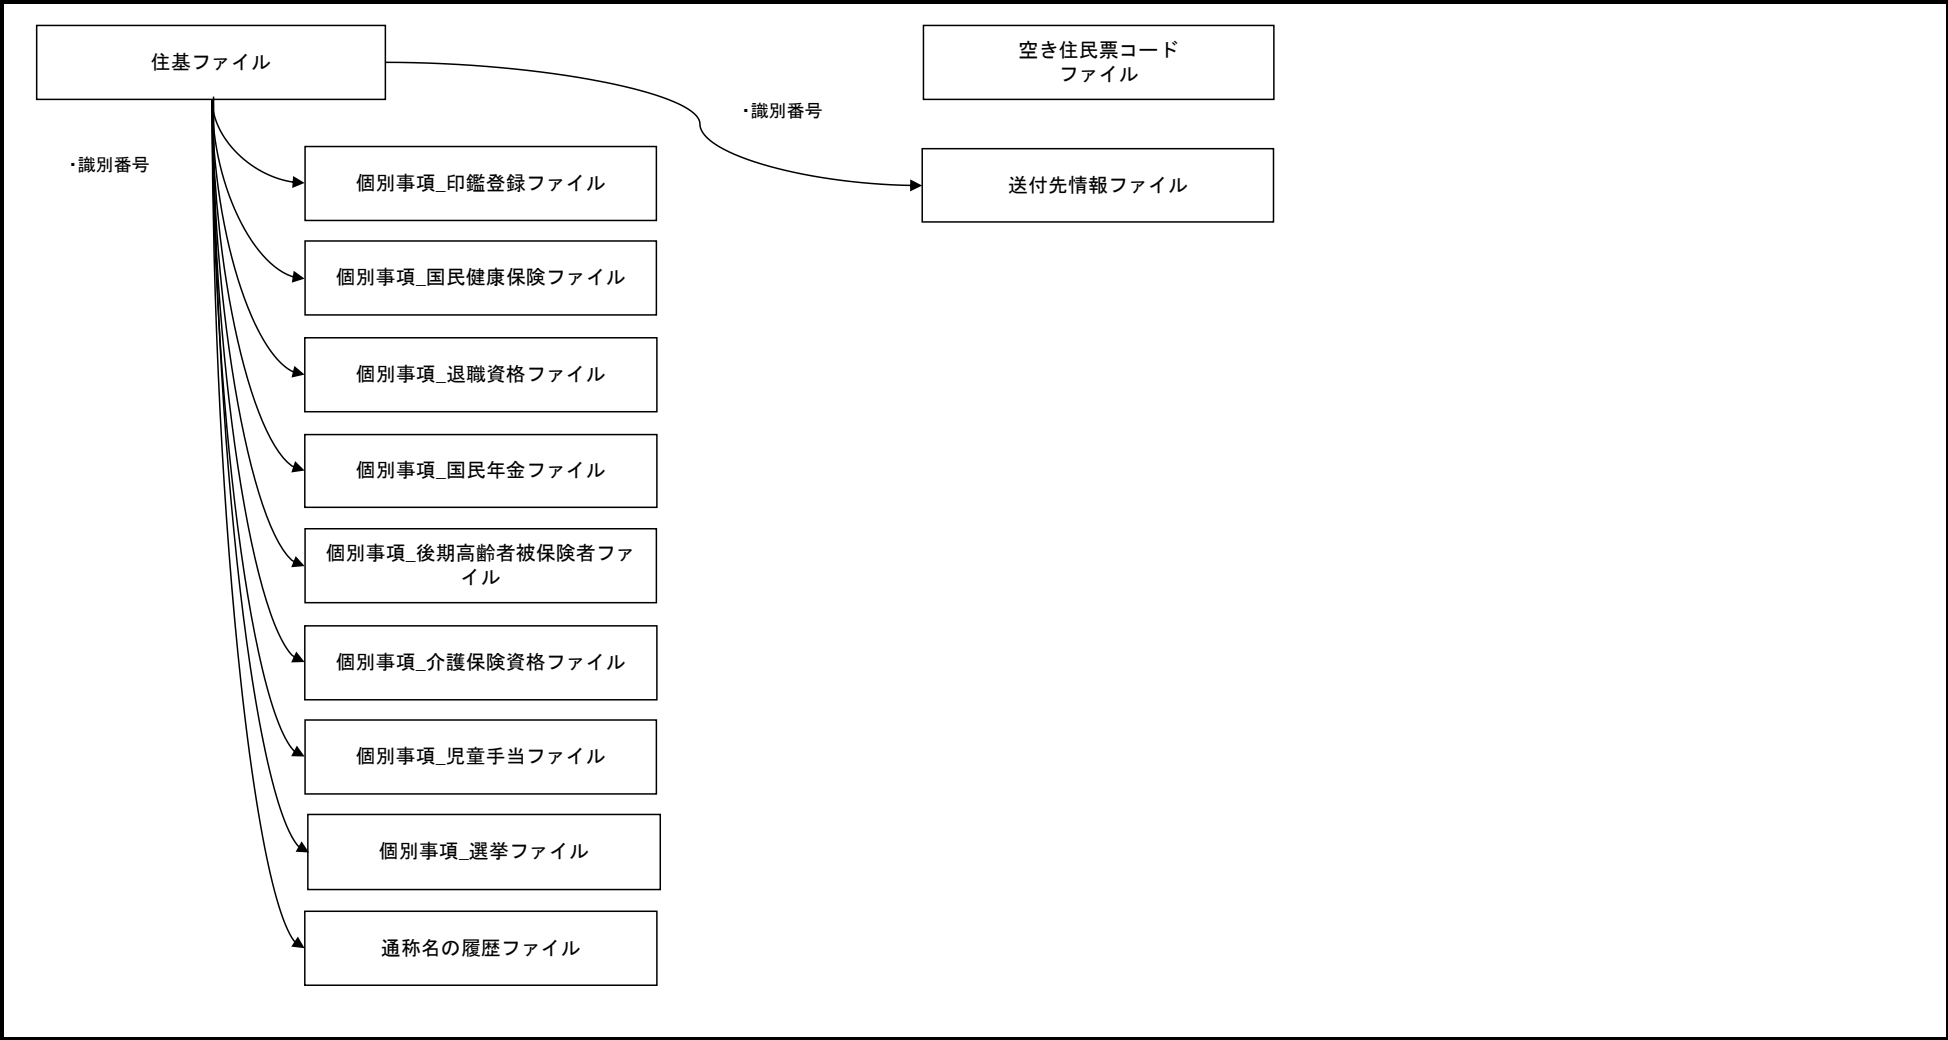 住基ファイル
空き住民票コード
ファイル
・識別番号
・識別番号
個別事項_印鑑登録ファイル
送付先情報ファイル
個別事項_国民健康保険ファイル
個別事項_退職資格ファイル
個別事項_国民年金ファイル
個別事項_後期高齢者被保険者ファ
イル
個別事項_介護保険資格ファイル
個別事項_児童手当ファイル
個別事項_選挙ファイル
通称名の履歴ファイル